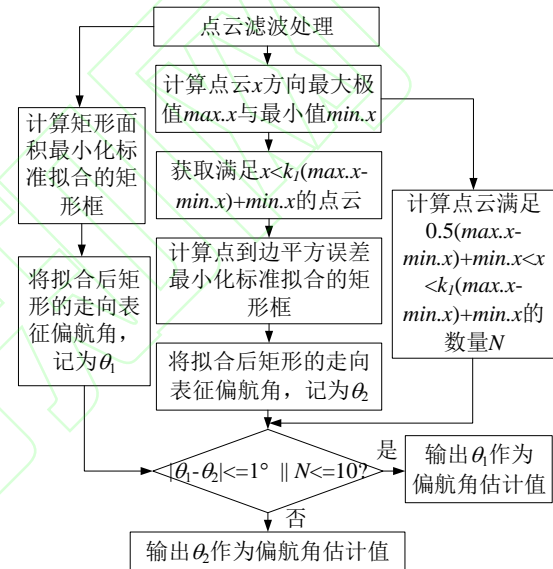 点云滤波处理
计算点云x方向最大极
值max.x与最小值min.x
计算矩形面
积最小化标
准拟合的矩
形框
获取满足x<k₁(max.x-
min.x)+min.x的点云
计算点云满足
0.5(max.x-
min.x)+min.x<x
<k₁(max.x-
min.x)+min.x的
数量N
计算点到边平方误差
最小化标准拟合的矩
形框
将拟合后矩
形的走向表
征偏航角，
记为θ₁
将拟合后矩形的走向
表征偏航角，记为θ₂
|θ₁-θ₂|<=1° || N<=10?
是
输出θ₁作为
偏航角估计值
否
输出θ₂作为偏航角估计值